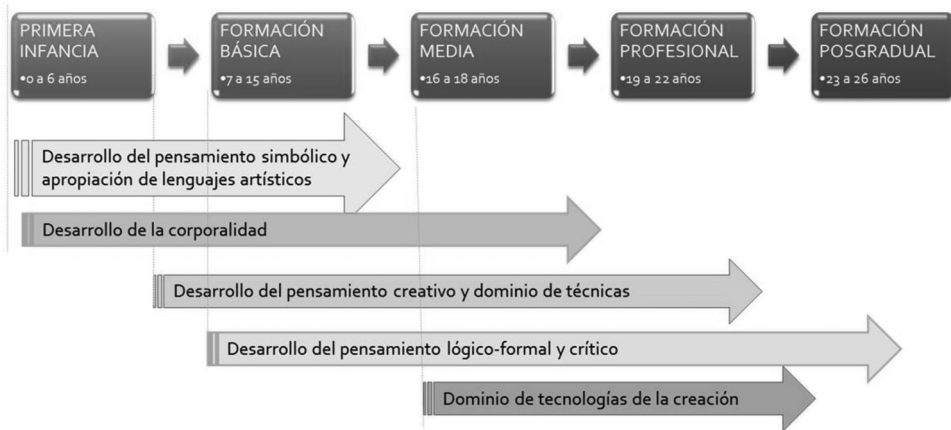 PRIMERA
INFANCIA
•0 a 6 años
FORMACIÓN
BÁSICA
•7 a 15 años
FORMACIÓN
MEDIA
•16 a 18 años
FORMACIÓN
PROFESIONAL
•19 a 22 años
FORMACIÓN
POSGRADUAL
•23 a 26 años
Desarrollo del pensamiento simbólico y
apropiación de lenguajes artísticos
Desarrollo de la corporalidad
Desarrollo del pensamiento creativo y dominio de técnicas
Desarrollo del pensamiento lógico-formal y crítico
Dominio de tecnologías de la creación